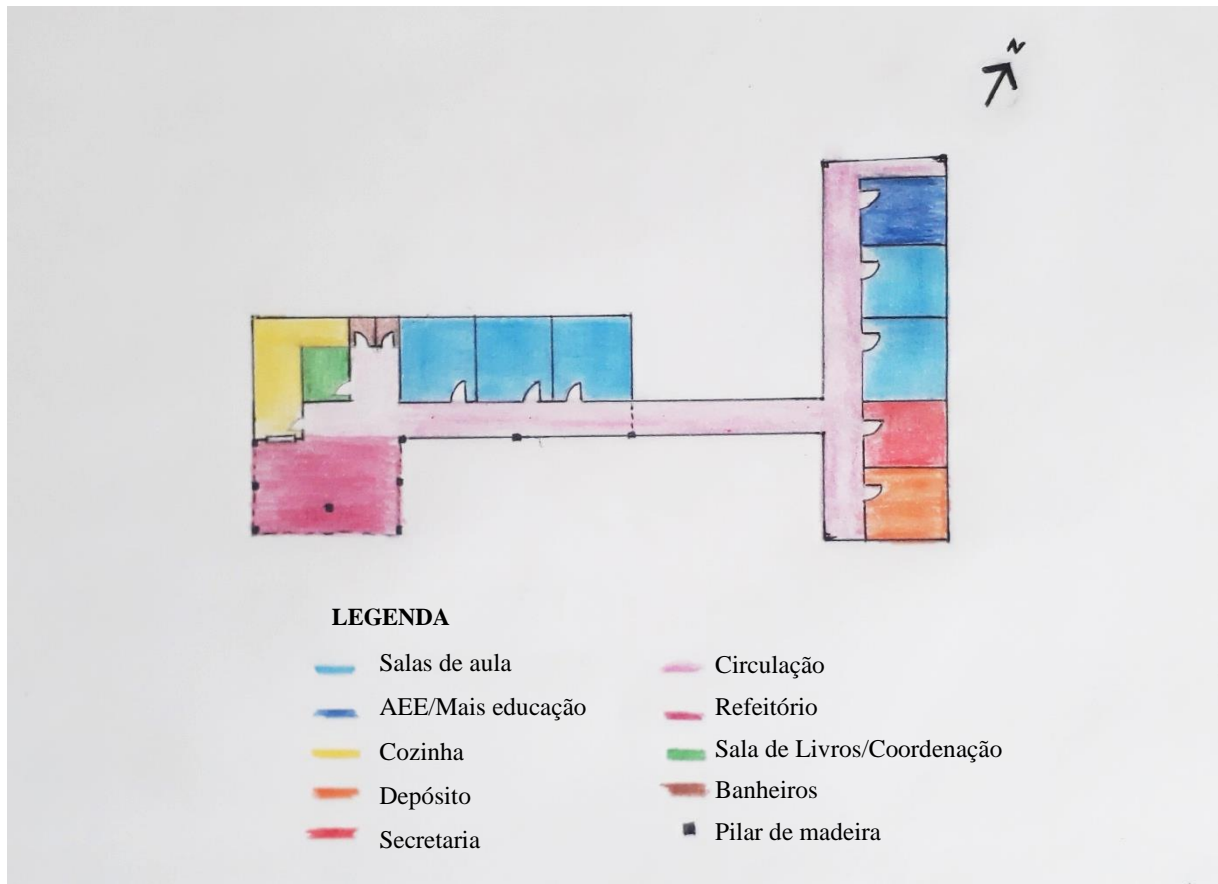 N
LEGENDA
Salas de aula
AEE/Mais educação
Cozinha
Depósito
Secretaria
Circulação
Refeitório
Sala de Livros/Coordenação
Banheiros
Pilar de madeira